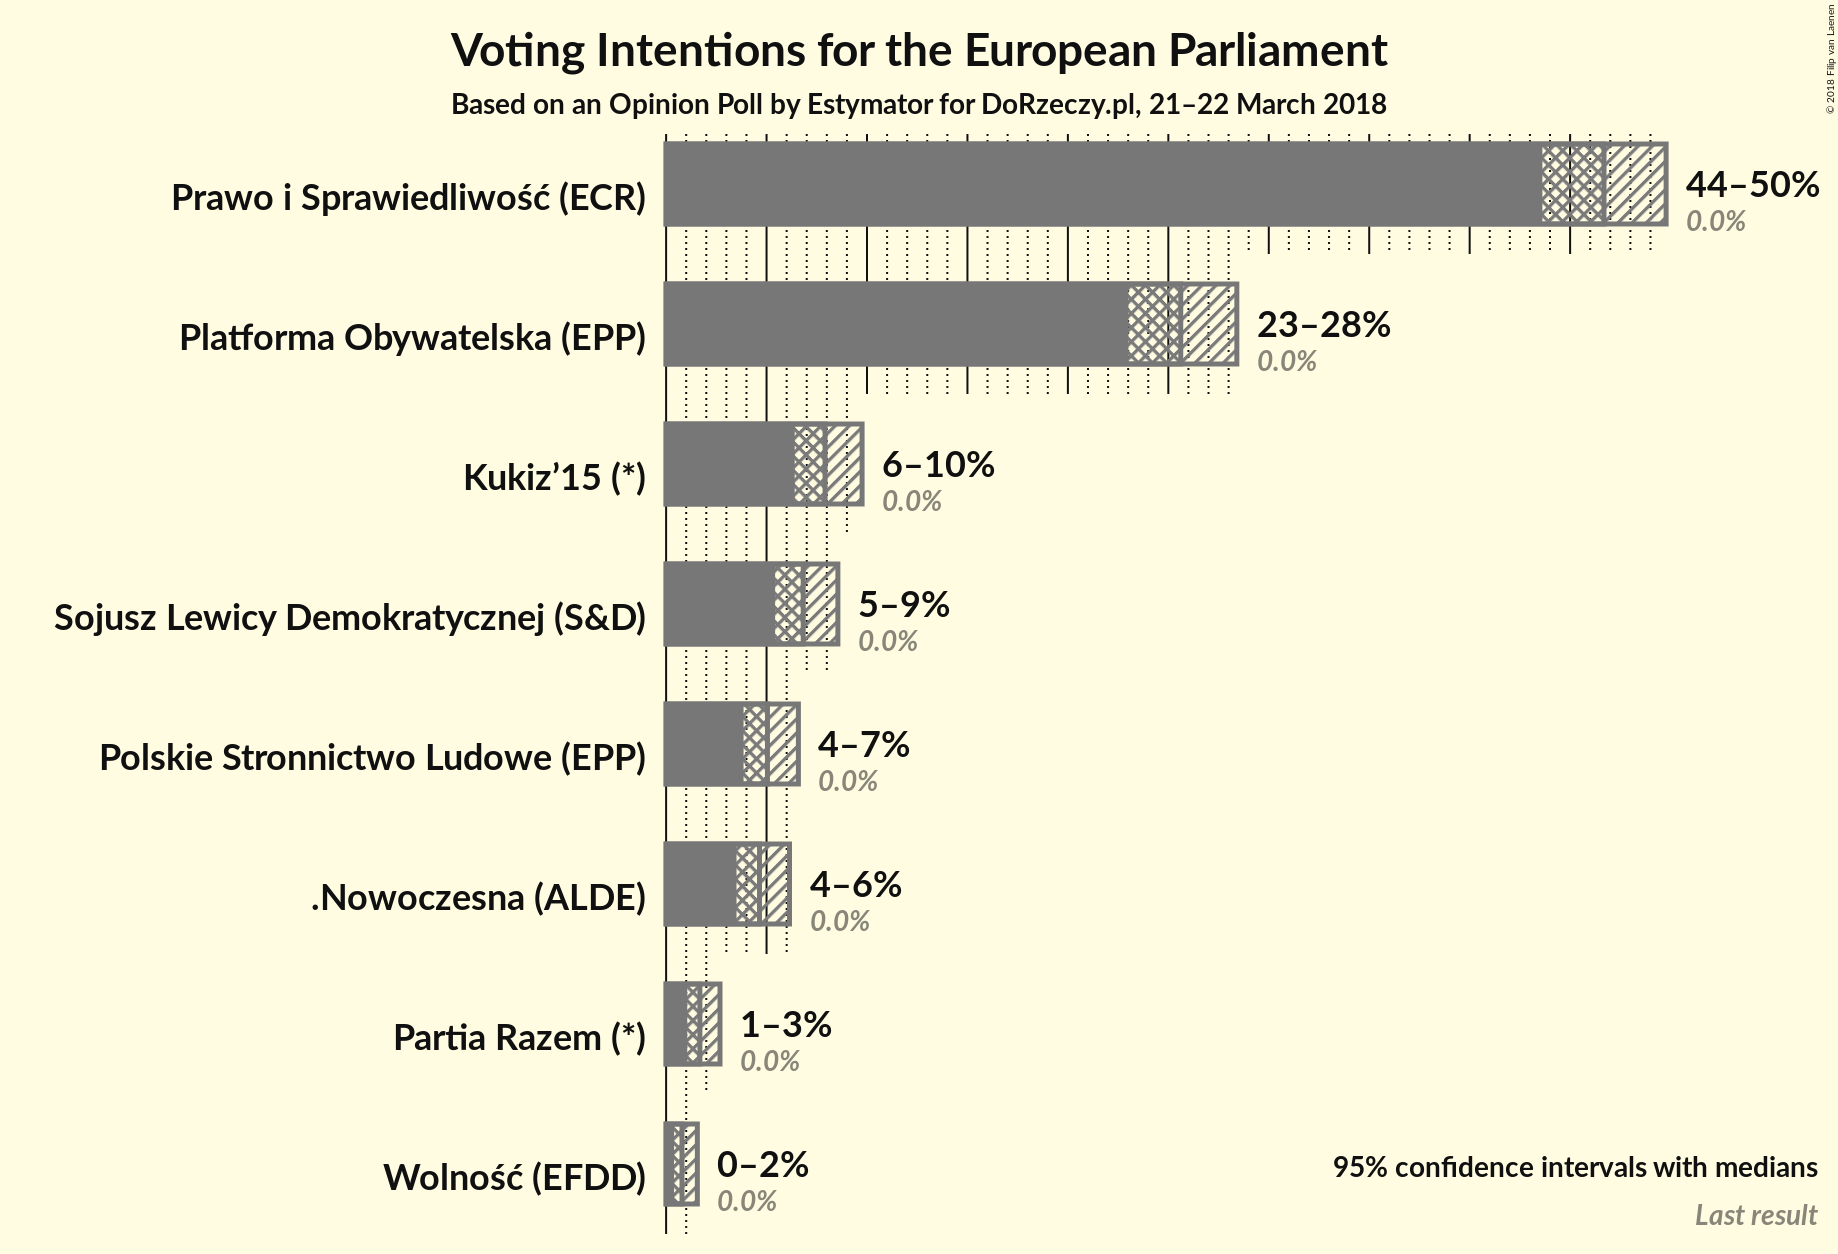 Voting Intentions for the European Parliament
Based on an Opinion Poll by Estymator for DoRzeczy.pl, 21–22 March 2018
© 2018 Filip van Laenen
Prawo i Sprawiedliwość (ECR)
44–50%
0.0%
Platforma Obywatelska (EPP)
23–28%
0.0%
Kukiz’15 (*)
6–10%
0.0%
Sojusz Lewicy Demokratycznej (S&D)
5–9%
0.0%
Polskie Stronnictwo Ludowe (EPP)
4–7%
0.0%
.Nowoczesna (ALDE)
4–6%
0.0%
Partia Razem (*)
1–3%
0.0%
Wolność (EFDD)
0–2%
0.0%
95% confidence intervals with medians
Last result